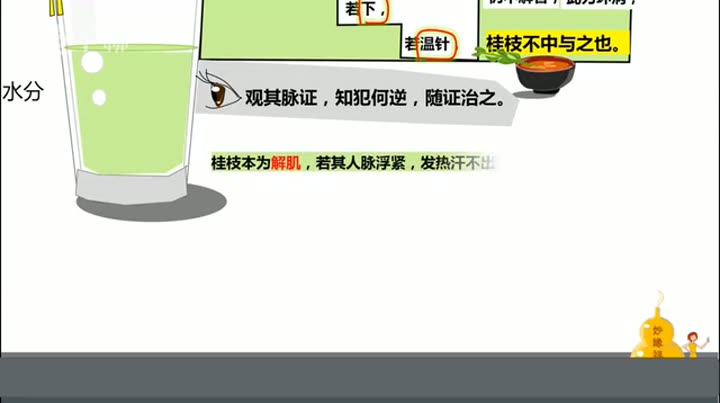 若下，
若温针，
桂枝不中与之也。
水分
观其脉证，知犯何逆，随证治之。
桂枝本为解肌，若其人脉浮紧，发热汗不出
妙缘